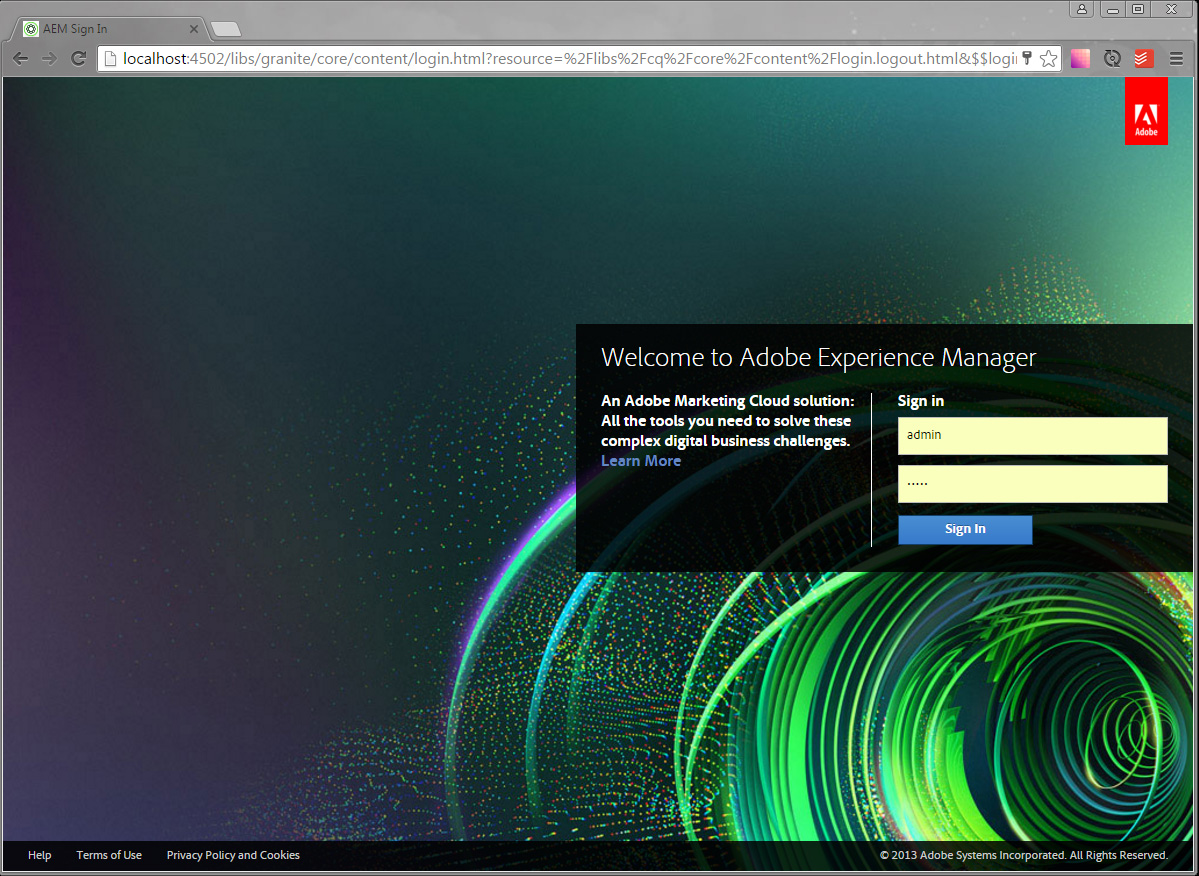 AEM Sign In
localhost:4502/libs/granite/core/content/login.html?resource=%2Flibs%2Fcq%2Fcore%2Fcontent%2Flogin.logout.html&$$logi
Adobe
Welcome to Adobe Experience Manager
An Adobe Marketing Cloud solution:
All the tools you need to solve these
complex digital business challenges.
Learn More
Sign in
admin
·····
Sign In
Help
Terms of Use
Privacy Policy and Cookies
© 2013 Adobe Systems Incorporated. All Rights Reserved.